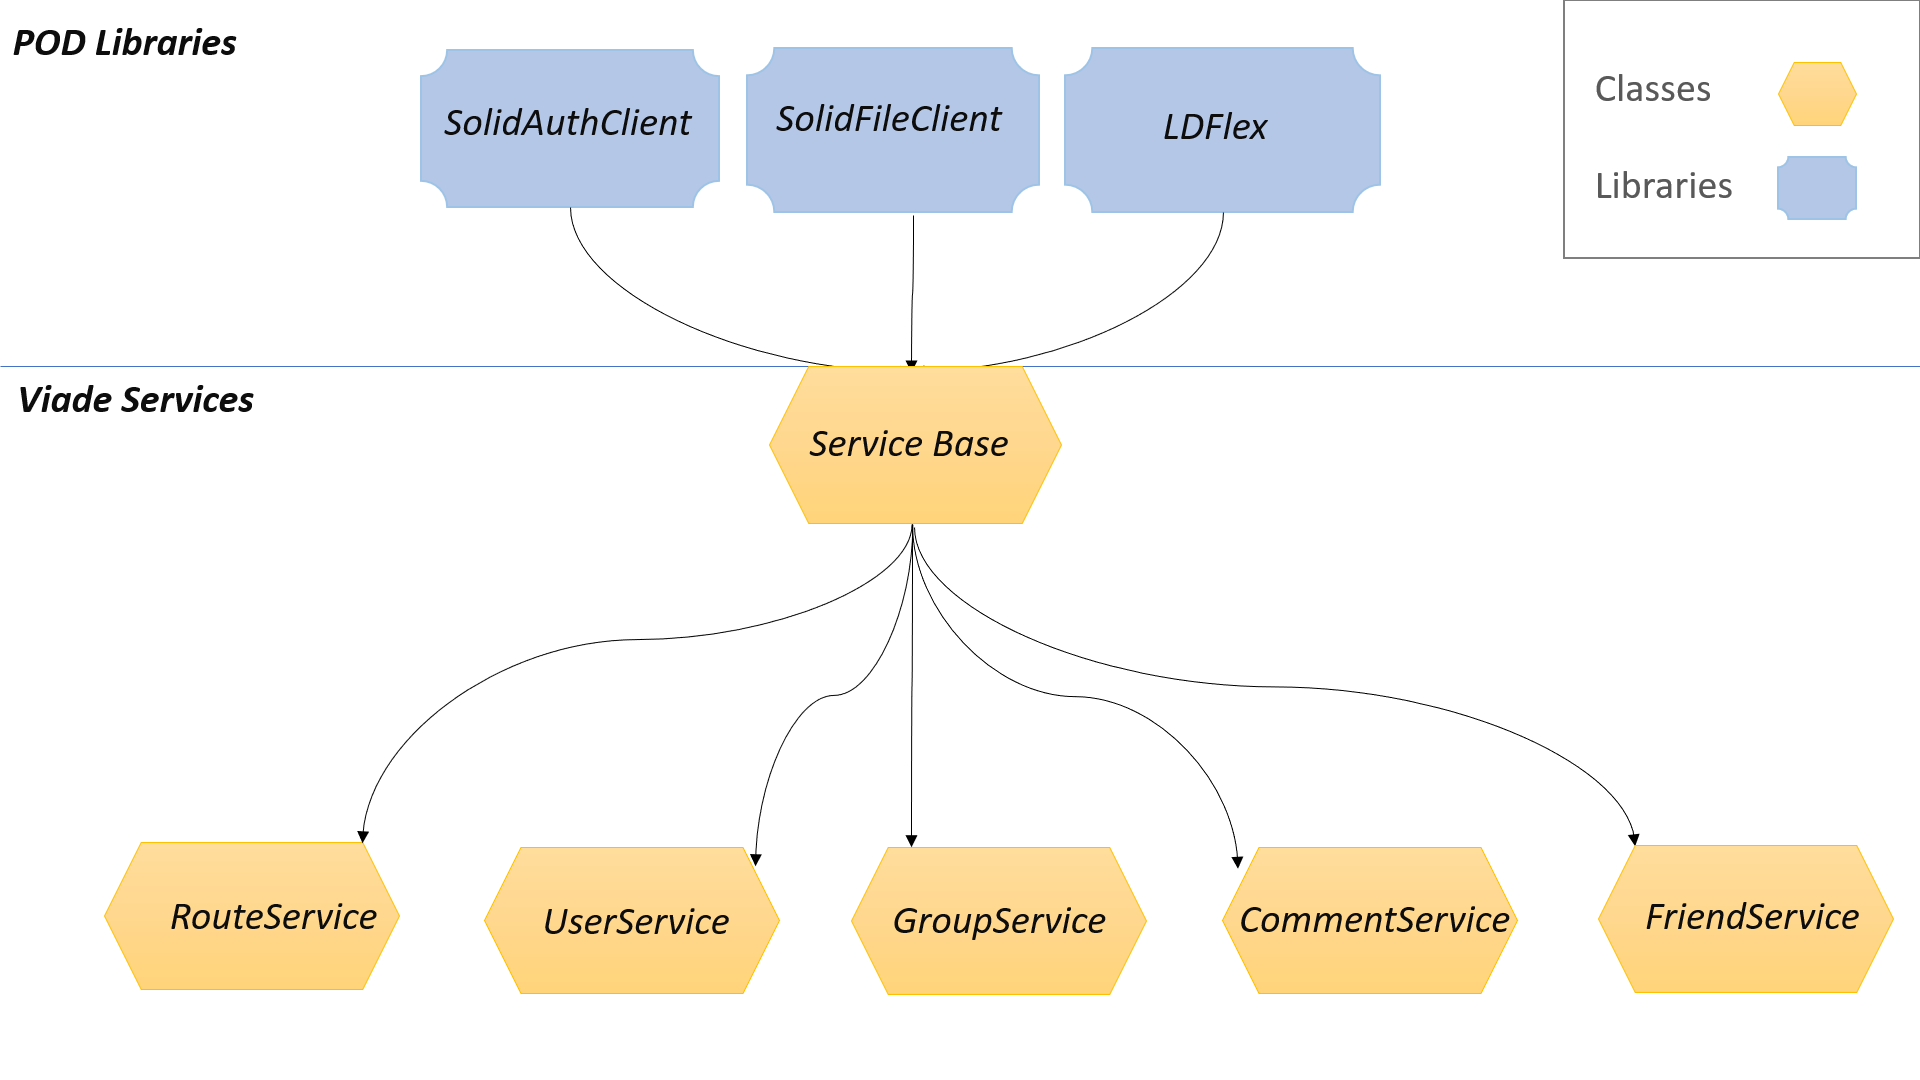 POD Libraries
SolidAuthClient
SolidFileClient
LDFlex
Classes
Libraries
Viade Services
Service Base
RouteService
UserService
GroupService
CommentService
FriendService